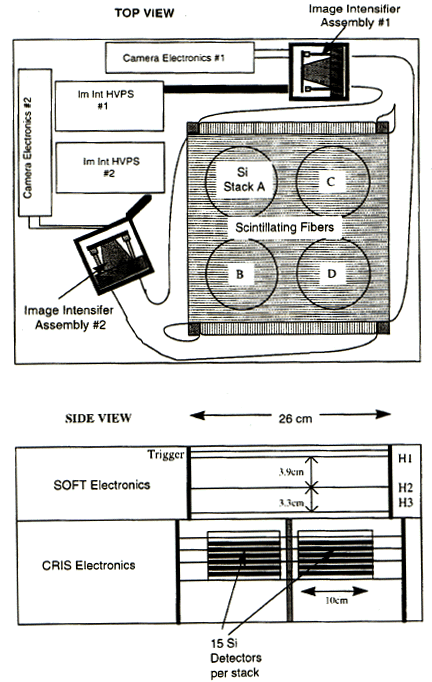 TOP VIEW
Image Intensifier
Assembly #1
Camera Electronics #1
Camera Electronics #2
Im Int HVPS
#1
Im Int HVPS
#2
Si
Stack A
C
Scintillating Fibers
B
D
Image Intensifer
Assembly #2
SIDE VIEW
26 cm
Trigger
H1
3.9cm
SOFT Electronics
H2
3.3cm
H3
CRIS Electronics
10cm
15 Si
Detectors
per stack